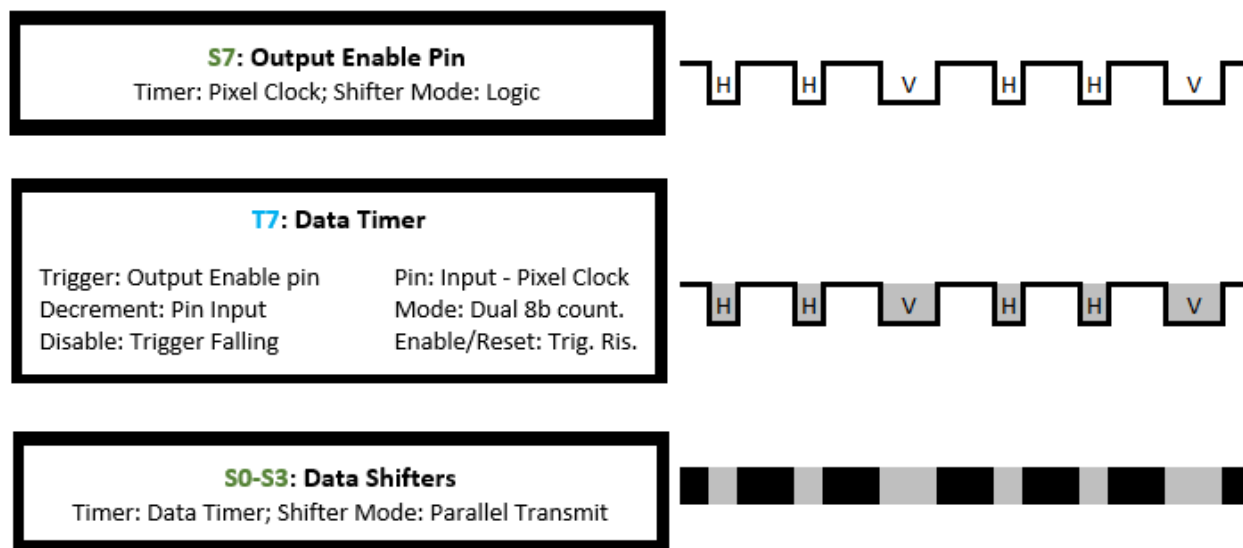 S7: Output Enable Pin
Timer: Pixel Clock; Shifter Mode: Logic
H H V H H V
T7: Data Timer
Trigger: Output Enable pin Pin: Input - Pixel Clock
Decrement: Pin Input Mode: Dual 8b count.
Disable: Trigger Falling Enable/Reset: Trig. Ris.
H H V H H V
S0-S3: Data Shifters
Timer: Data Timer; Shifter Mode: Parallel Transmit